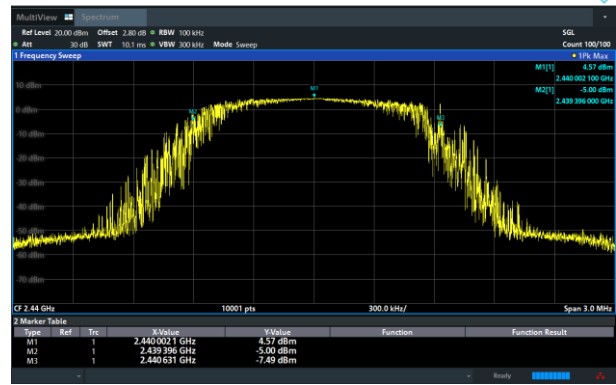 MultiView Spectrum
Ref Level 20.00 dBm Offset 2.80 dB RBW 100 kHz SGL
Att 30 dB SWT 10.1 ms VBW 300 kHz Mode Sweep Count 100/100
1 Frequency Sweep 1Pk Max
M1[1] 4.57 dBm
2.440 002 100 GHz
M2[1] -5.00 dBm
2.439 396 000 GHz
10 dBm
M1
0 dBm
M2
M3
-10 dBm
-20 dBm
-30 dBm
-40 dBm
-50 dBm
-60 dBm
-70 dBm
CF 2.44 GHz 10001 pts 300.0 kHz/ Span 3.0 MHz
2 Marker Table
Type Ref Trc X-Value Y-Value Function Function Result
M1 1 2.440 002 1 GHz 4.57 dBm
M2 1 2.439 396 GHz -5.00 dBm
M3 1 2.440 631 GHz -7.49 dBm
Ready